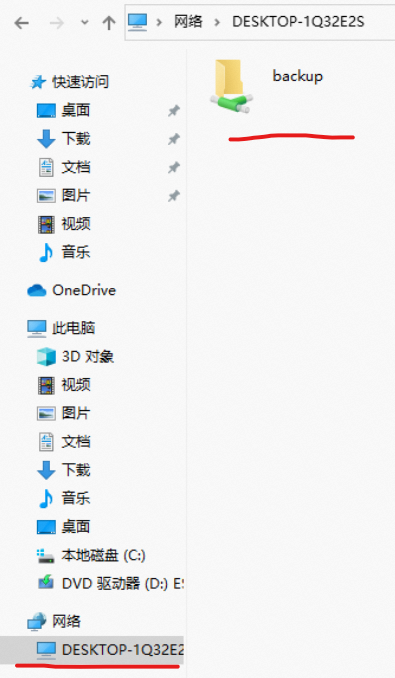 网络 › DESKTOP-1Q32E2S
快速访问
桌面
下载
文档
图片
视频
音乐
OneDrive
此电脑
3D 对象
视频
图片
文档
下载
音乐
桌面
本地磁盘 (C:)
DVD 驱动器 (D:) ES
网络
DESKTOP-1Q32E2
backup